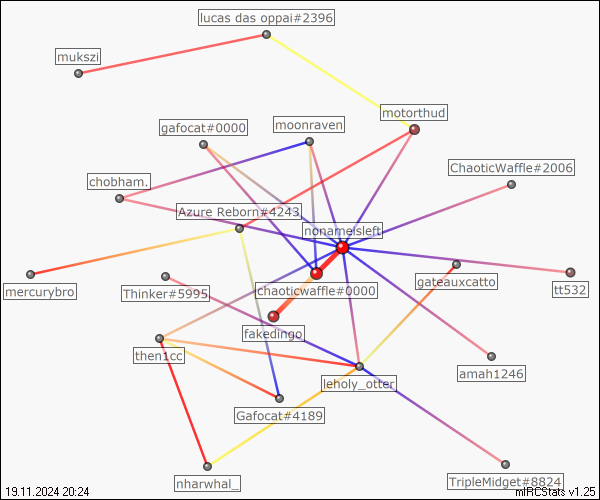 lucas das oppai#2396
mukszi
motorthud
gafocat#0000
moonraven
ChaoticWaffle#2006
chobham.
Azure Reborn#4243
nonameisleft
mercurybro
Thinker#5995
chaoticwaffle#0000
gateauxcatto
tt532
fakedingo
then1cc
leholy_otter
amah1246
Gafocat#4189
nharwhal_
TripleMidget#8824
19.11.2024 20:24
mIRCStats v1.25